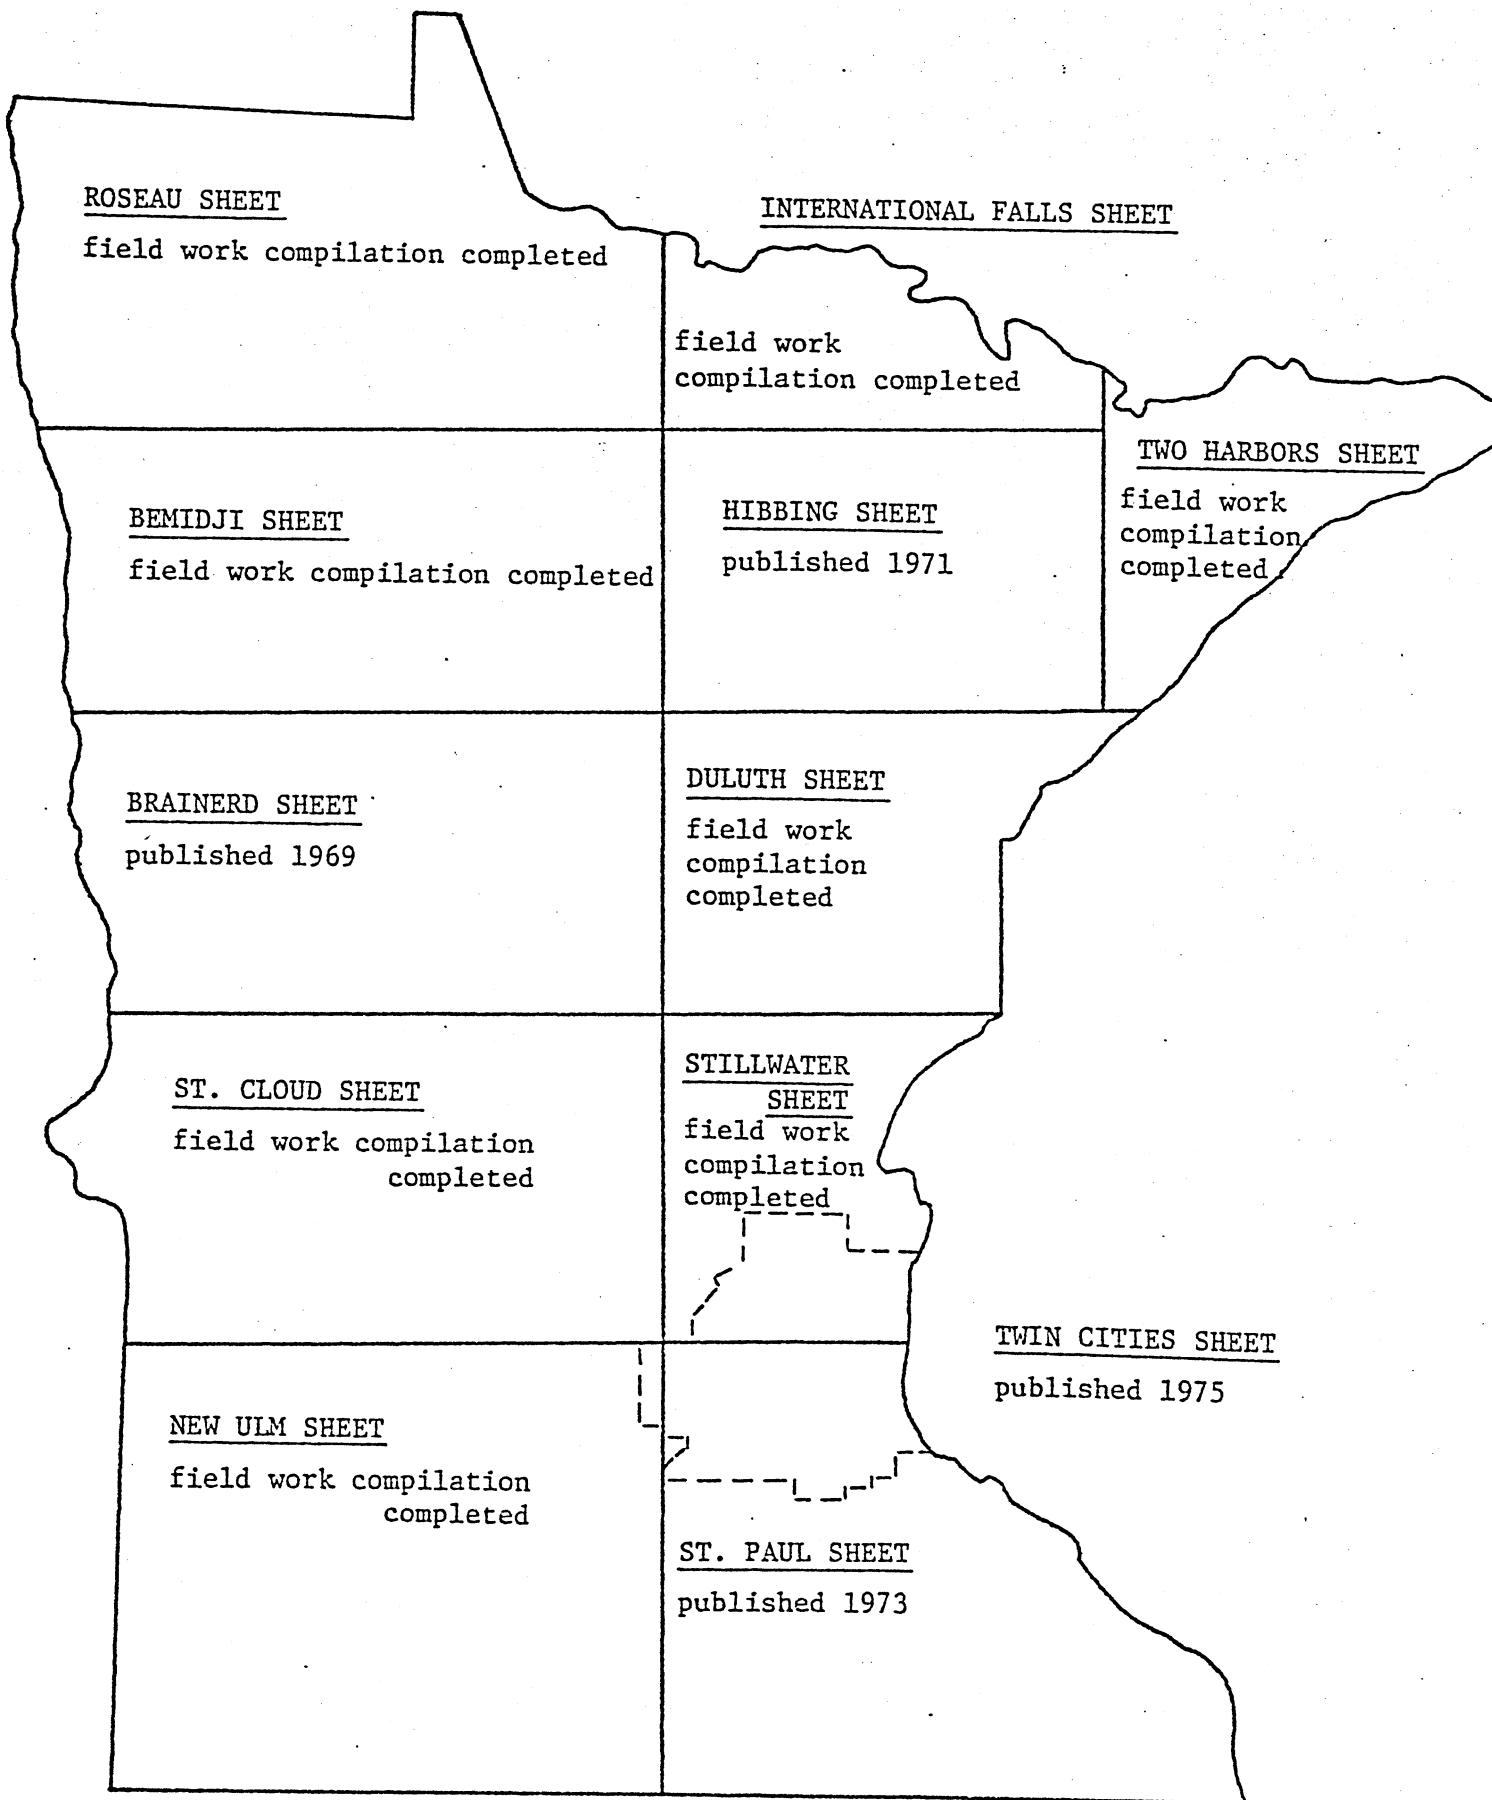 ROSEAU SHEET
field work compilation completed
INTERNATIONAL FALLS SHEET
field work
compilation completed
TWO HARBORS SHEET
field work
compilation
completed
BEMIDJI SHEET
field work compilation completed
HIBBING SHEET
published 1971
BRAINERD SHEET
published 1969
DULUTH SHEET
field work
compilation
completed
ST. CLOUD SHEET
field work compilation
completed
STILLWATER
SHEET
field work
compilation
completed
TWIN CITIES SHEET
published 1975
NEW ULM SHEET
field work compilation
completed
ST. PAUL SHEET
published 1973